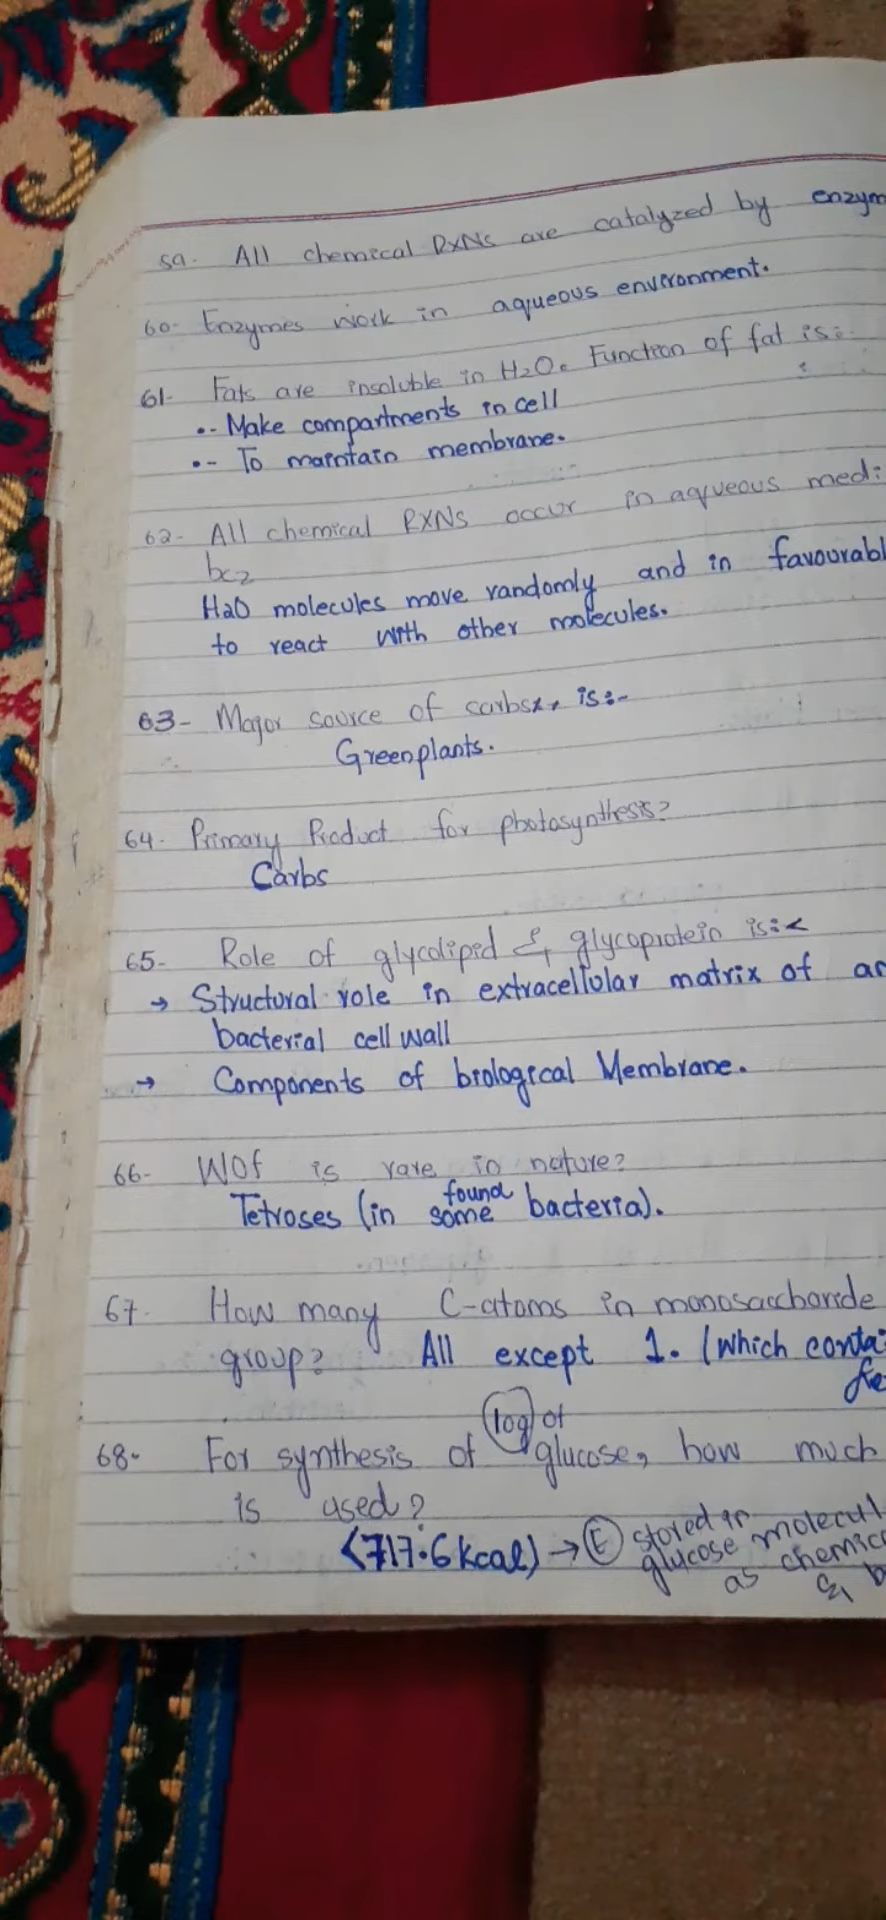 59. All chemical RXNs are catalyzed by enzym
60- Enzymes work in aqueous environment.
61- Fats are insoluble in H2O. Function of fat is:-
•- Make compartments in cell
•- To maintain membrane.
62- All chemical RXNS occur in aqueous medi
bcz
H2O molecules move randomly and in favourabl
to react with other molecules.
63- Major source of carbs is:-
Green plants.
64- Primary Product for photosynthesis?
Carbs
65- Role of glycolipid & glycoprotein is:<
→ Structural role in extracellular matrix of an
bacterial cell wall
→ Components of biological Membrane.
66- WOf is rare in nature?
found
Tetroses (in some bacteria).
67- How many C-atoms in monosaccharide
group? All except 1. (which contai
log of
68- For synthesis of glucose, how much
is used?
(717.6 kcal) → E stored in
glucose molecul
as chemic
& b